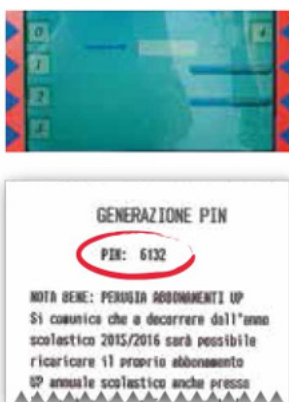 0
4
1
2
3
GENERAZIONE PIN
PIN: 6132
NOTA BENE: PERUGIA ABBONAMENTI UP
Si comunica che a decorrere dall'anno
scolastico 2015/2016 sarà possibile
ricaricare il proprio abbonamento
UP annuale scolastico anche presso